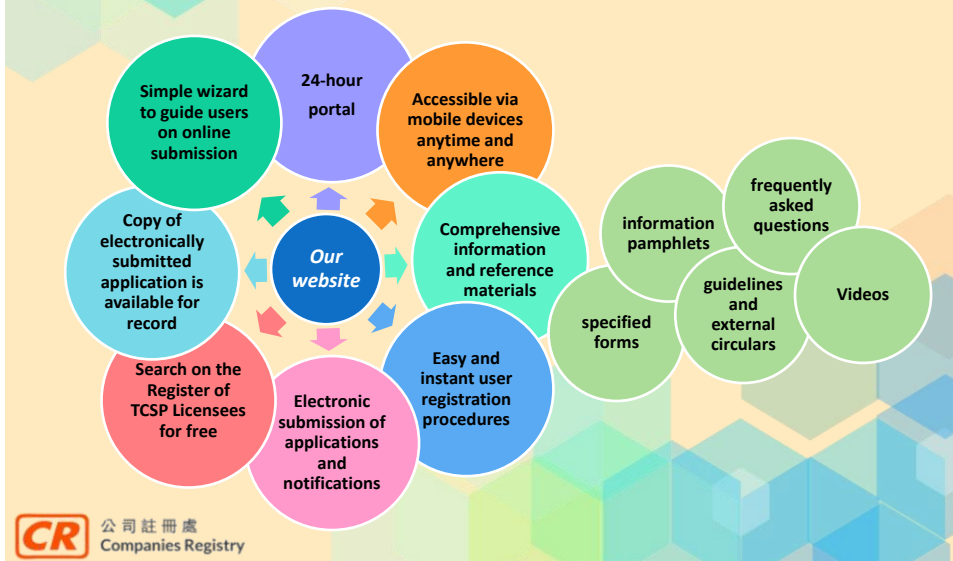 24-hour
portal
Accessible via
mobile devices
anytime and
anywhere
Comprehensive
information
and reference
materials
Easy and
instant user
registration
procedures
Electronic
submission of
applications
and
notifications
Search on the
Register of
TCSP Licensees
for free
Copy of
electronically
submitted
application is
available for
record
Simple wizard
to guide users
on online
submission
Our
website
specified
forms
information
pamphlets
guidelines
and
external
circulars
frequently
asked
questions
Videos
CR
公司註冊處
Companies Registry